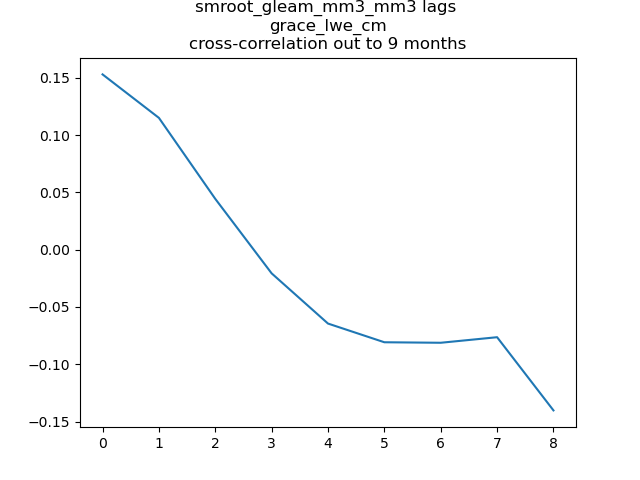 smroot_gleam_mm3_mm3 lags
grace_lwe_cm
cross-correlation out to 9 months
0.15
0.10
0.05
0.00
−0.05
−0.10
−0.15
0 1 2 3 4 5 6 7 8